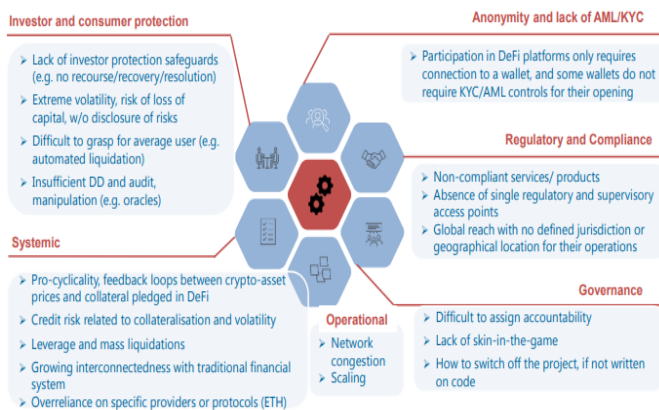 Investor and consumer protection
➢ Lack of investor protection safeguards
(e.g. no recourse/recovery/resolution)
➢ Extreme volatility, risk of loss of
capital, w/o disclosure of risks
➢ Difficult to grasp for average user (e.g.
automated liquidation)
➢ Insufficient DD and audit,
manipulation (e.g. oracles)
Anonymity and lack of AML/KYC
➢ Participation in DeFi platforms only requires
connection to a wallet, and some wallets do not
require KYC/AML controls for their opening
Regulatory and Compliance
➢ Non-compliant services/ products
➢ Absence of single regulatory and supervisory
access points
➢ Global reach with no defined jurisdiction or
geographical location for their operations
Systemic
➢ Pro-cyclicality, feedback loops between crypto-asset
prices and collateral pledged in DeFi
➢ Credit risk related to collateralisation and volatility
➢ Leverage and mass liquidations
➢ Growing interconnectedness with traditional financial
system
➢ Overreliance on specific providers or protocols (ETH)
Operational
➢ Network
congestion
➢ Scaling
Governance
➢ Difficult to assign accountability
➢ Lack of skin-in-the-game
➢ How to switch off the project, if not written
on code